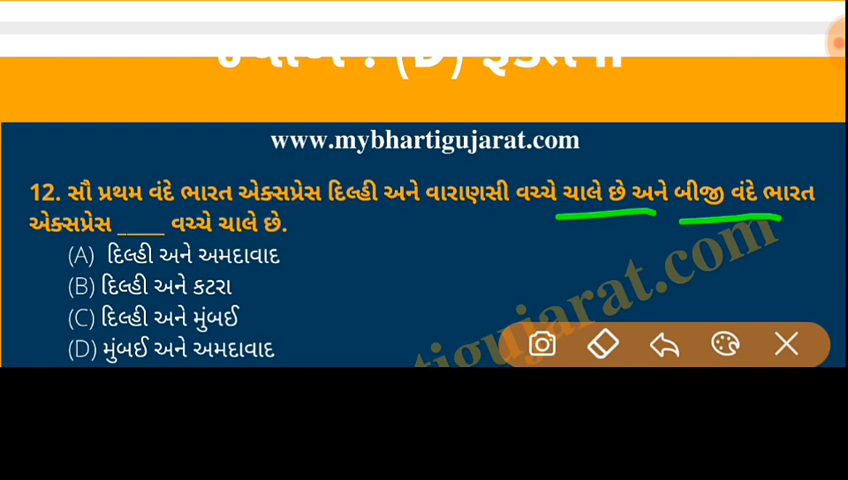 www.mybhartigujarat.com
12. સૌ પ્રથમ વંદે ભારત એક્સપ્રેસ દિલ્હી અને વારાણસી વચ્ચે ચાલે છે અને બીજી વંદે ભારત
એક્સપ્રેસ _____ વચ્ચે ચાલે છે.
(A) દિલ્હી અને અમદાવાદ
(B) દિલ્હી અને કટરા
(C) દિલ્હી અને મુંબઈ
(D) મુંબઈ અને અમદાવાદ